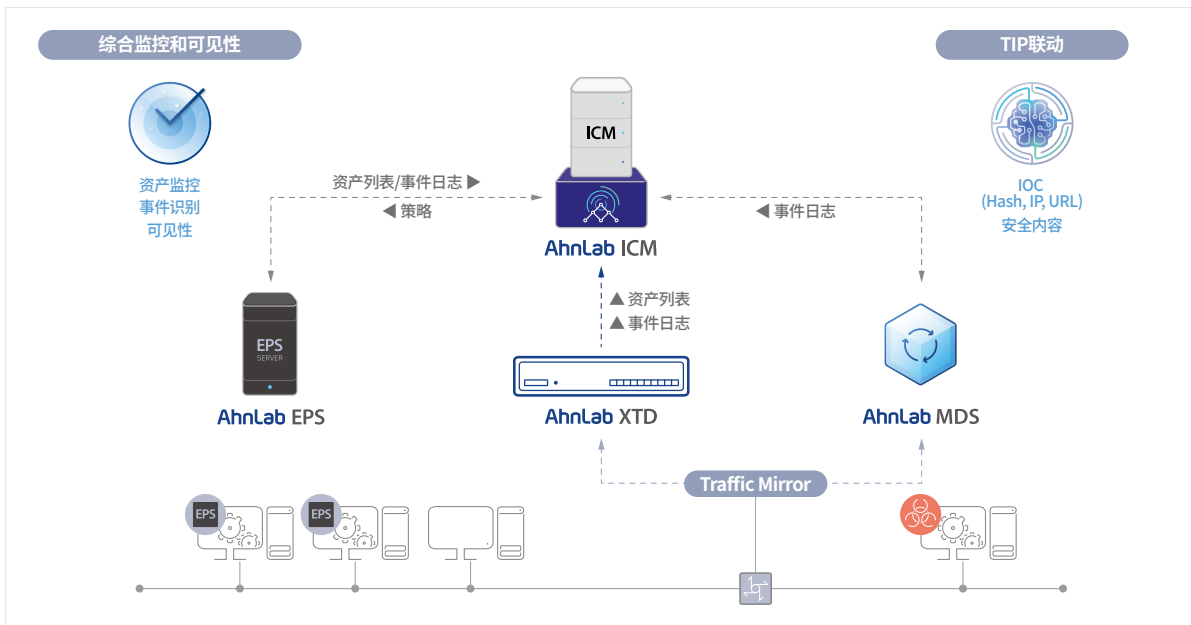 综合监控和可见性
TIP联动
ICM
资产监控
事件识别
可见性
IOC
(Hash, IP, URL)
安全内容
资产列表/事件日志 ▶
◀ 策略
◀ 事件日志
AhnLab ICM
▲ 资产列表
▲ 事件日志
EPS
SERVER
AhnLab EPS
AhnLab XTD
AhnLab MDS
Traffic Mirror
EPS
EPS